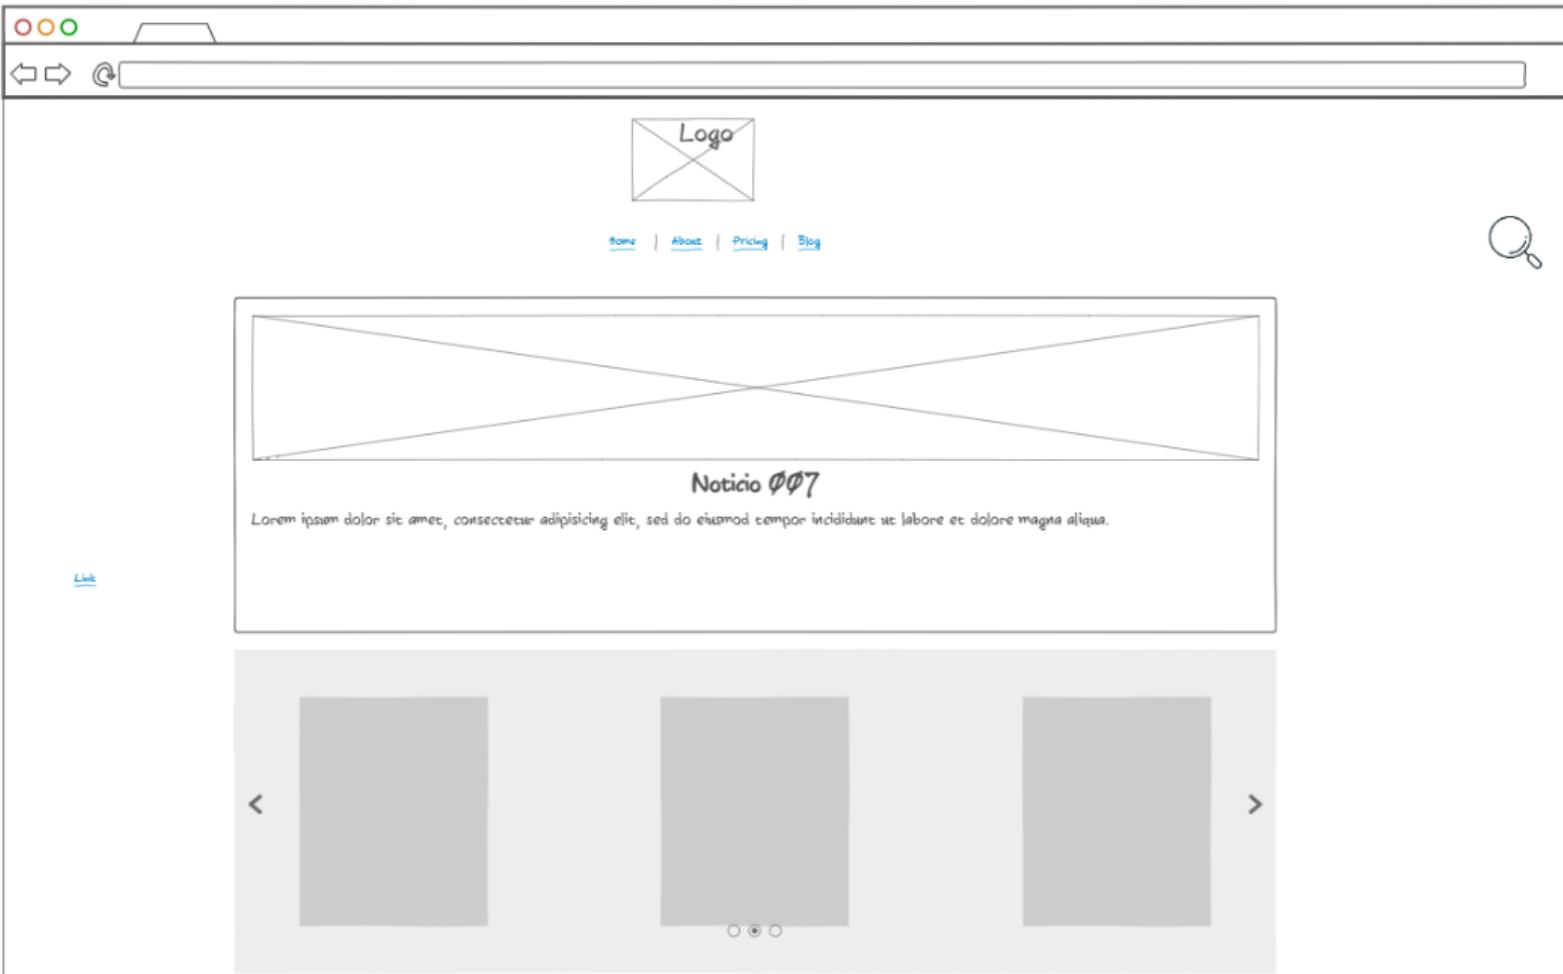 Logo
Home | About | Pricing | Blog
Noticio 007
Lorem ipsum dolor sit amet, consectetur adipisicing elit, sed do eiusmod tempor incididunt ut labore et dolore magna aliqua.
Link